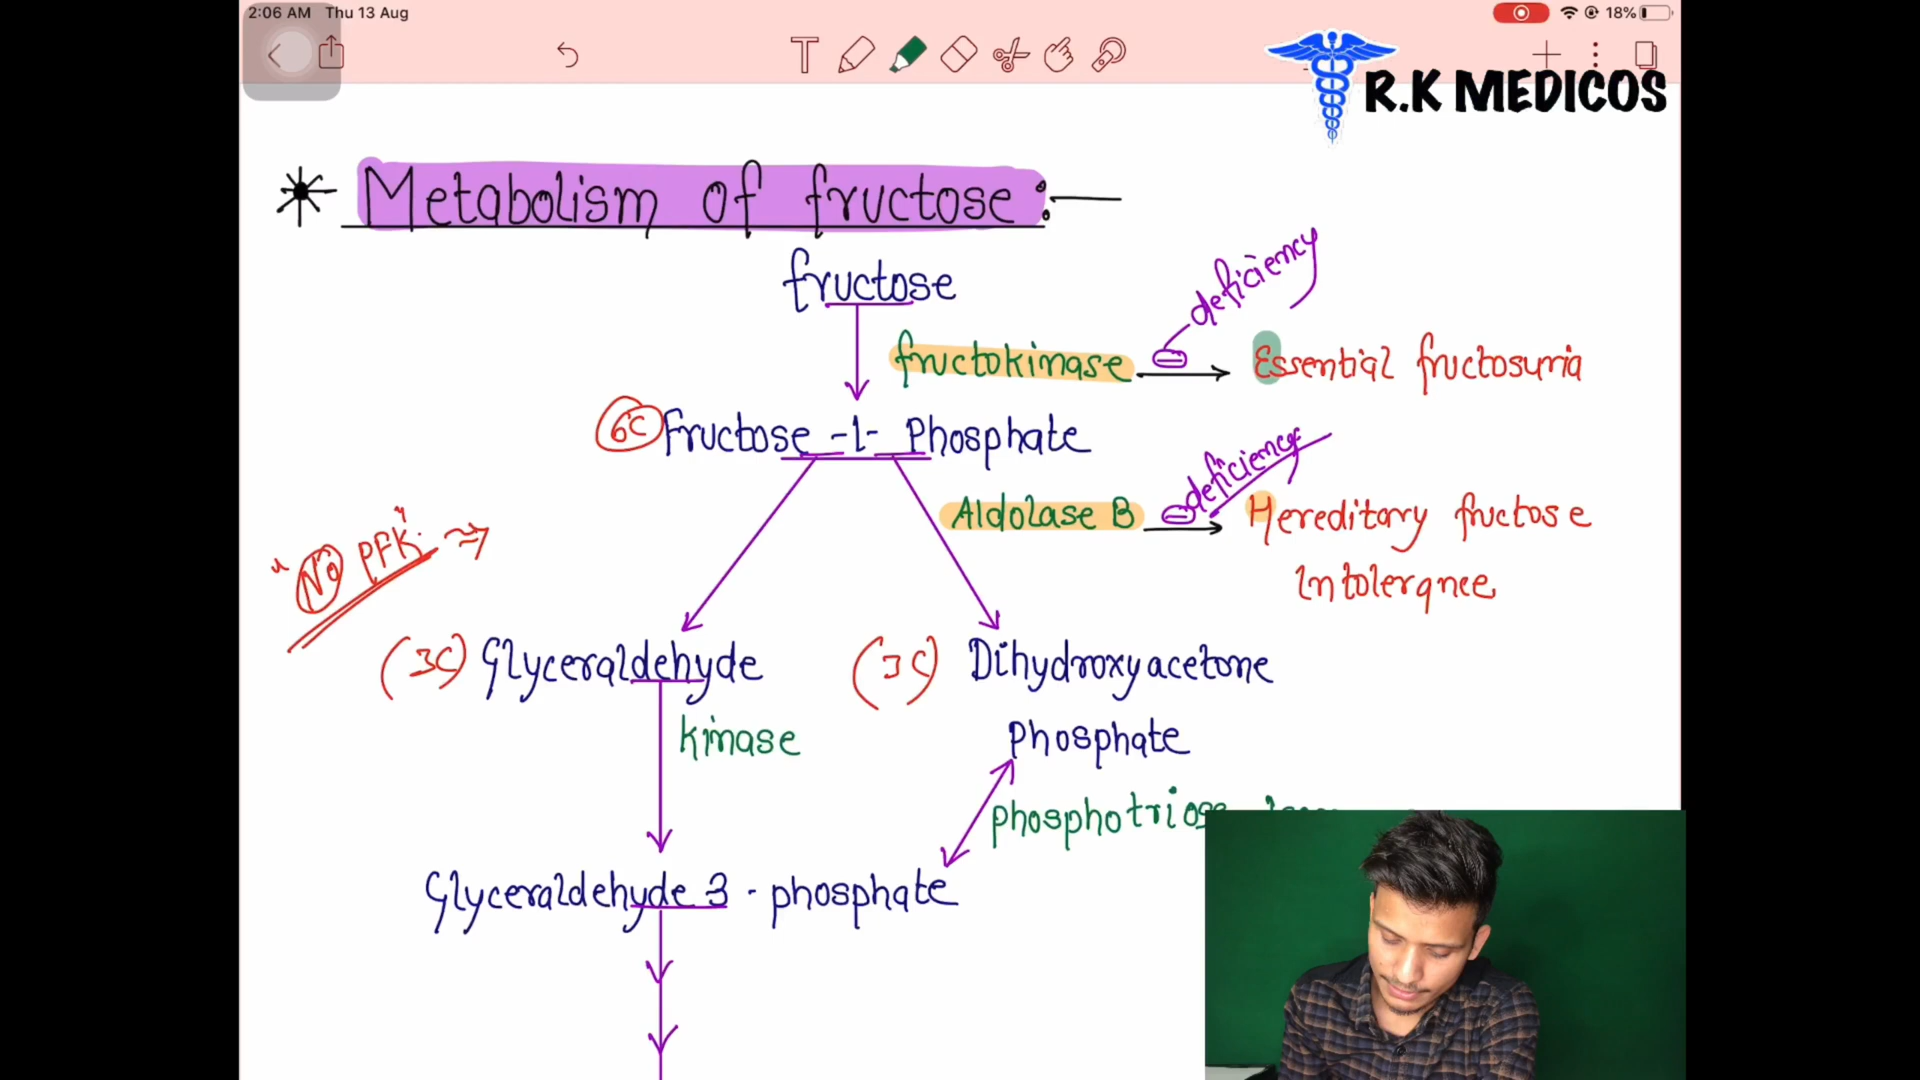 2:06 AM Thu 13 Aug
18%
R.K MEDICOS
Metabolism of fructose :—
fructose
deficiency
fructokinase
Essential fructosuria
6C
Fructose -1- Phosphate
deficiency
Aldolase B
Hereditary fructose
Intolerance
"No PFK"
(3C) Glyceraldehyde
(3C) Dihydroxyacetone
Phosphate
kinase
phosphotriose
Glyceraldehyde 3 - phosphate